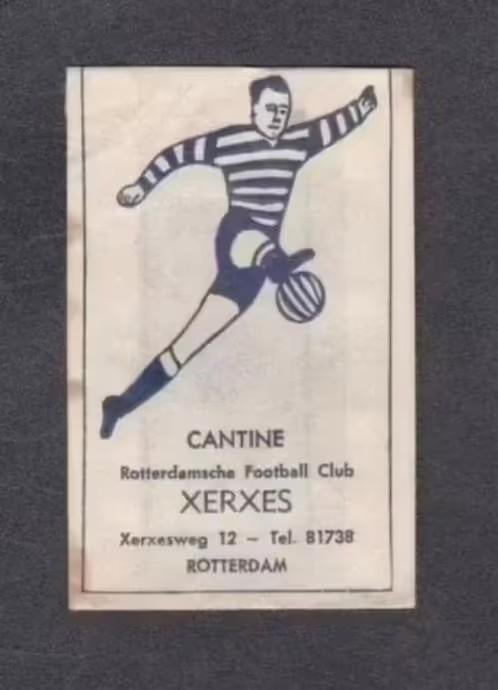 CANTINE
Rotterdamsche Football Club
XERXES
Xerxesweg 12 - Tel. 81738
ROTTERDAM